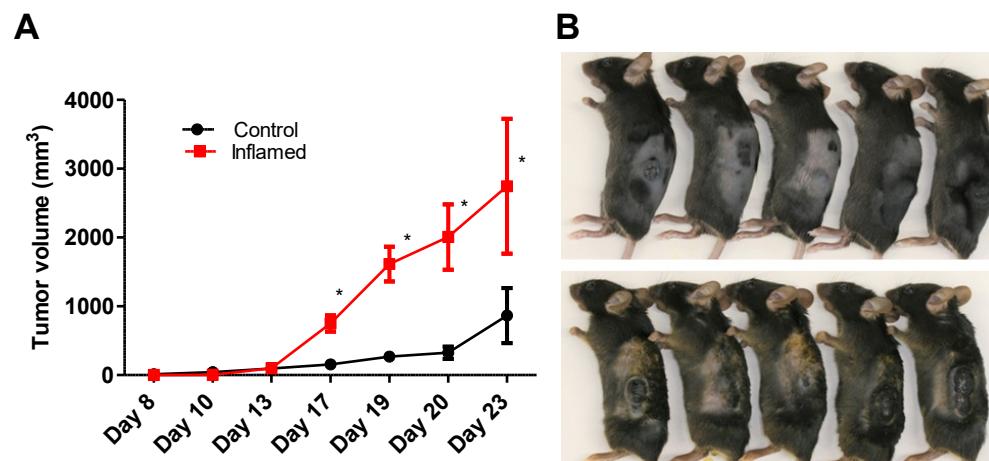 A
B
Tumor volume (mm³)
4000
3000
2000
1000
0
Control
Inflamed
*
*
*
*
Day 8
Day 10
Day 13
Day 17
Day 19
Day 20
Day 23